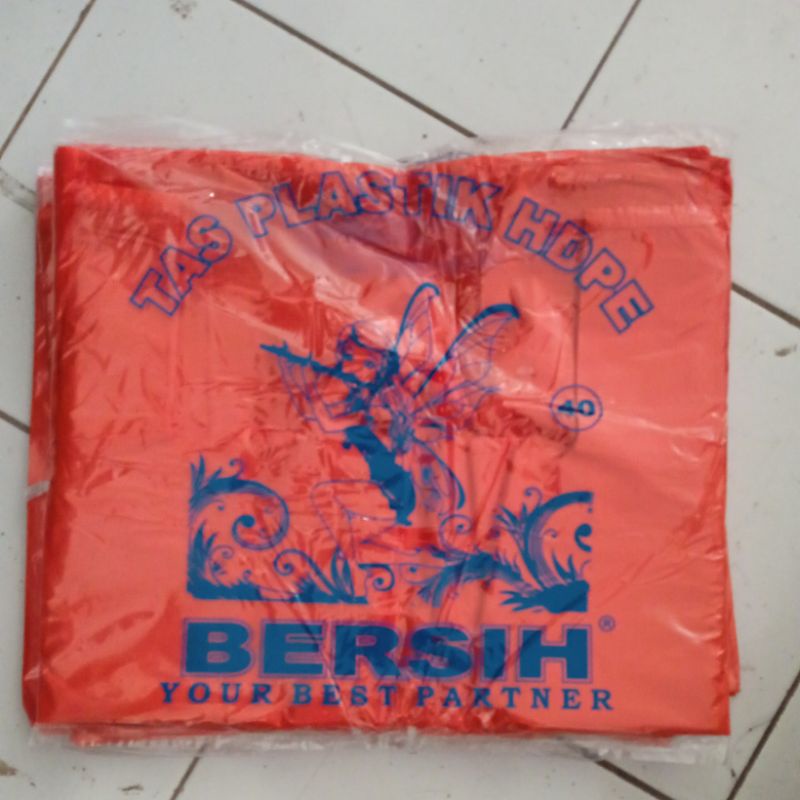 TAS PLASTIK HDPE
40
BERSIH®
YOUR BEST PARTNER